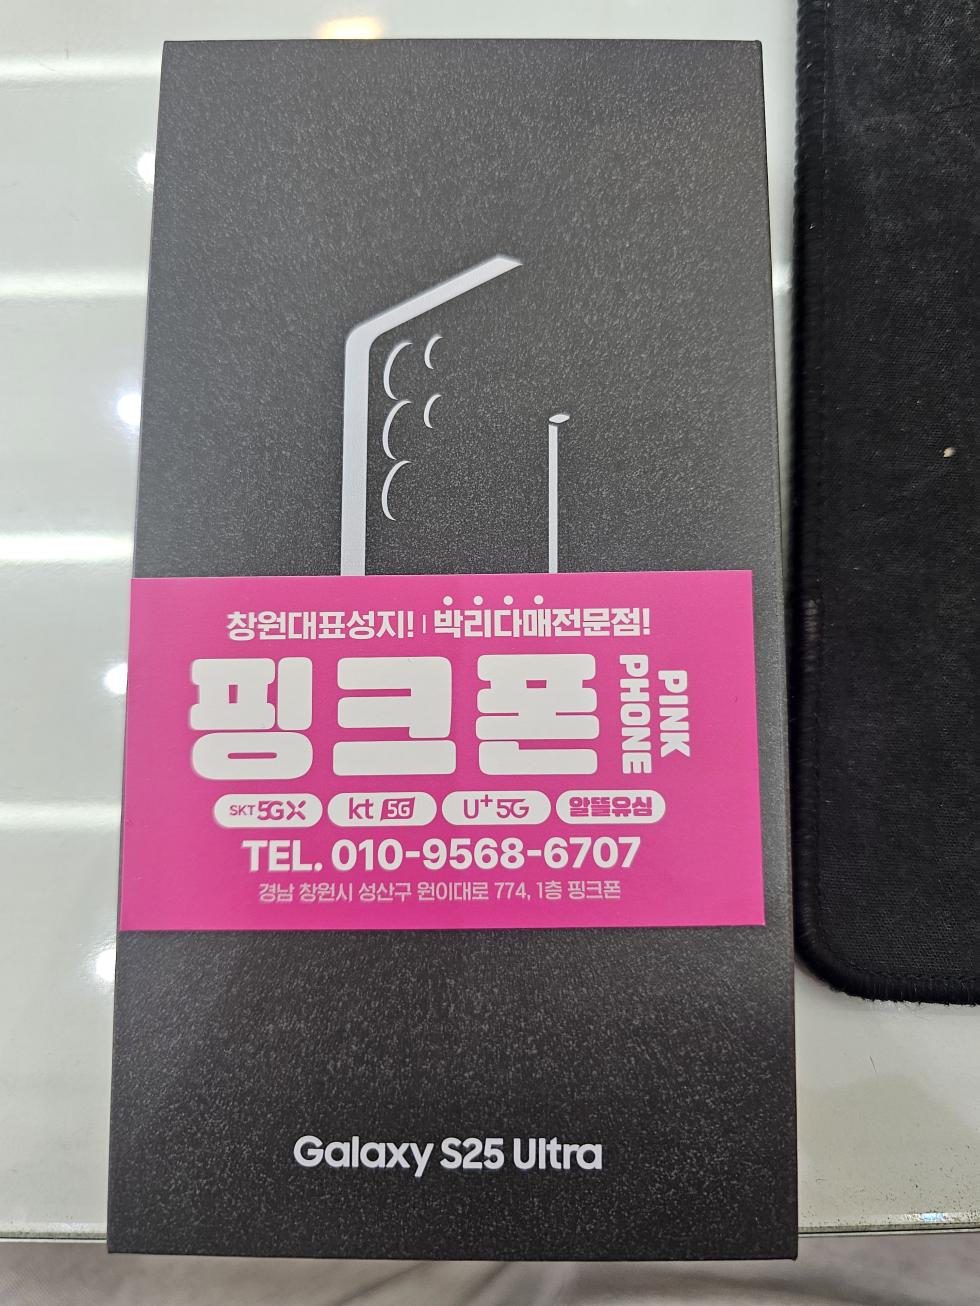 창원대표성지! | 박리다매전문점!
핑크폰
PINK
PHONE
SKT 5GX kt 5G U+5G 알뜰유심
TEL. 010-9568-6707
경남 창원시 성산구 원이대로 774, 1층 핑크폰
Galaxy S25 Ultra